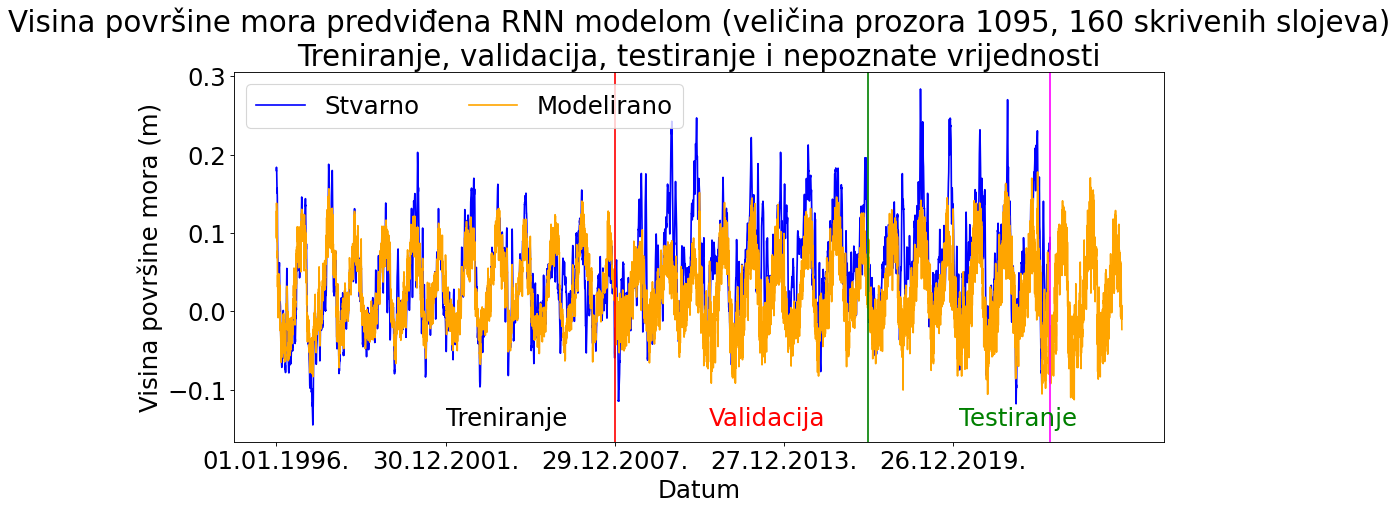 Visina površine mora predviđena RNN modelom (veličina prozora 1095, 160 skrivenih slojeva)
Treniranje, validacija, testiranje i nepoznate vrijednosti
Stvarno
Modelirano
Visina površine mora (m)
0.3
0.2
0.1
0.0
−0.1
Treniranje
Validacija
Testiranje
01.01.1996.
30.12.2001.
29.12.2007.
27.12.2013.
26.12.2019.
Datum